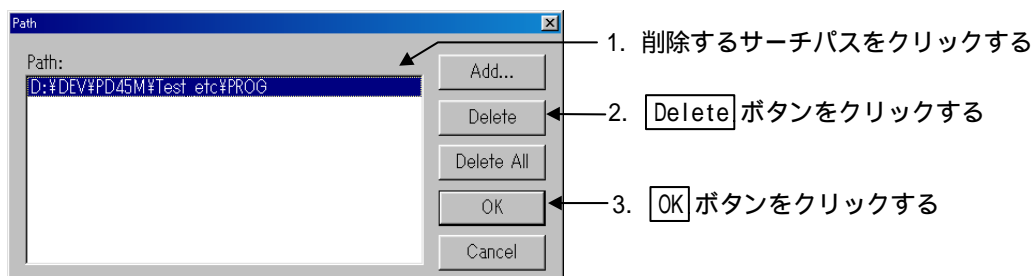 Path
Path:
D:¥DEV¥PD45M¥Test etc¥PROG
Add...
Delete
Delete All
OK
Cancel
1. 削除するサーチパスをクリックする
2. Delete ボタンをクリックする
3. OK ボタンをクリックする